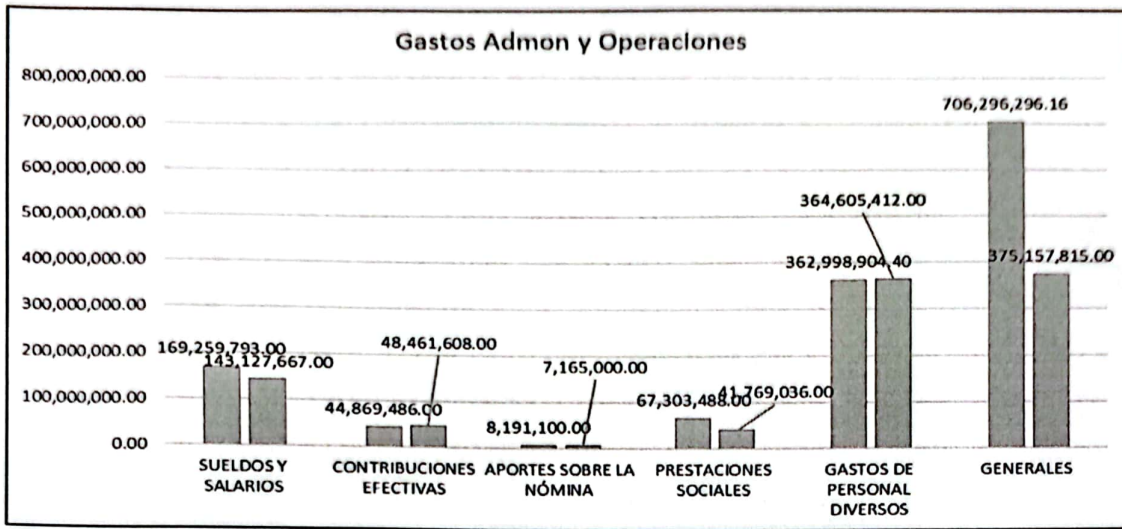 Gastos Admon y Operaciones
800,000,000.00
700,000,000.00
600,000,000.00
500,000,000.00
400,000,000.00
300,000,000.00
200,000,000.00
100,000,000.00
0.00
169,259,793.00
143,127,667.00
44,869,486.00
48,461,608.00
8,191,100.00
7,165,000.00
67,303,488.00
41,769,036.00
362,998,904.40
364,605,412.00
706,296,296.16
375,157,815.00
SUELDOS Y
SALARIOS
CONTRIBUCIONES
EFECTIVAS
APORTES SOBRE LA
NÓMINA
PRESTACIONES
SOCIALES
GASTOS DE
PERSONAL
DIVERSOS
GENERALES